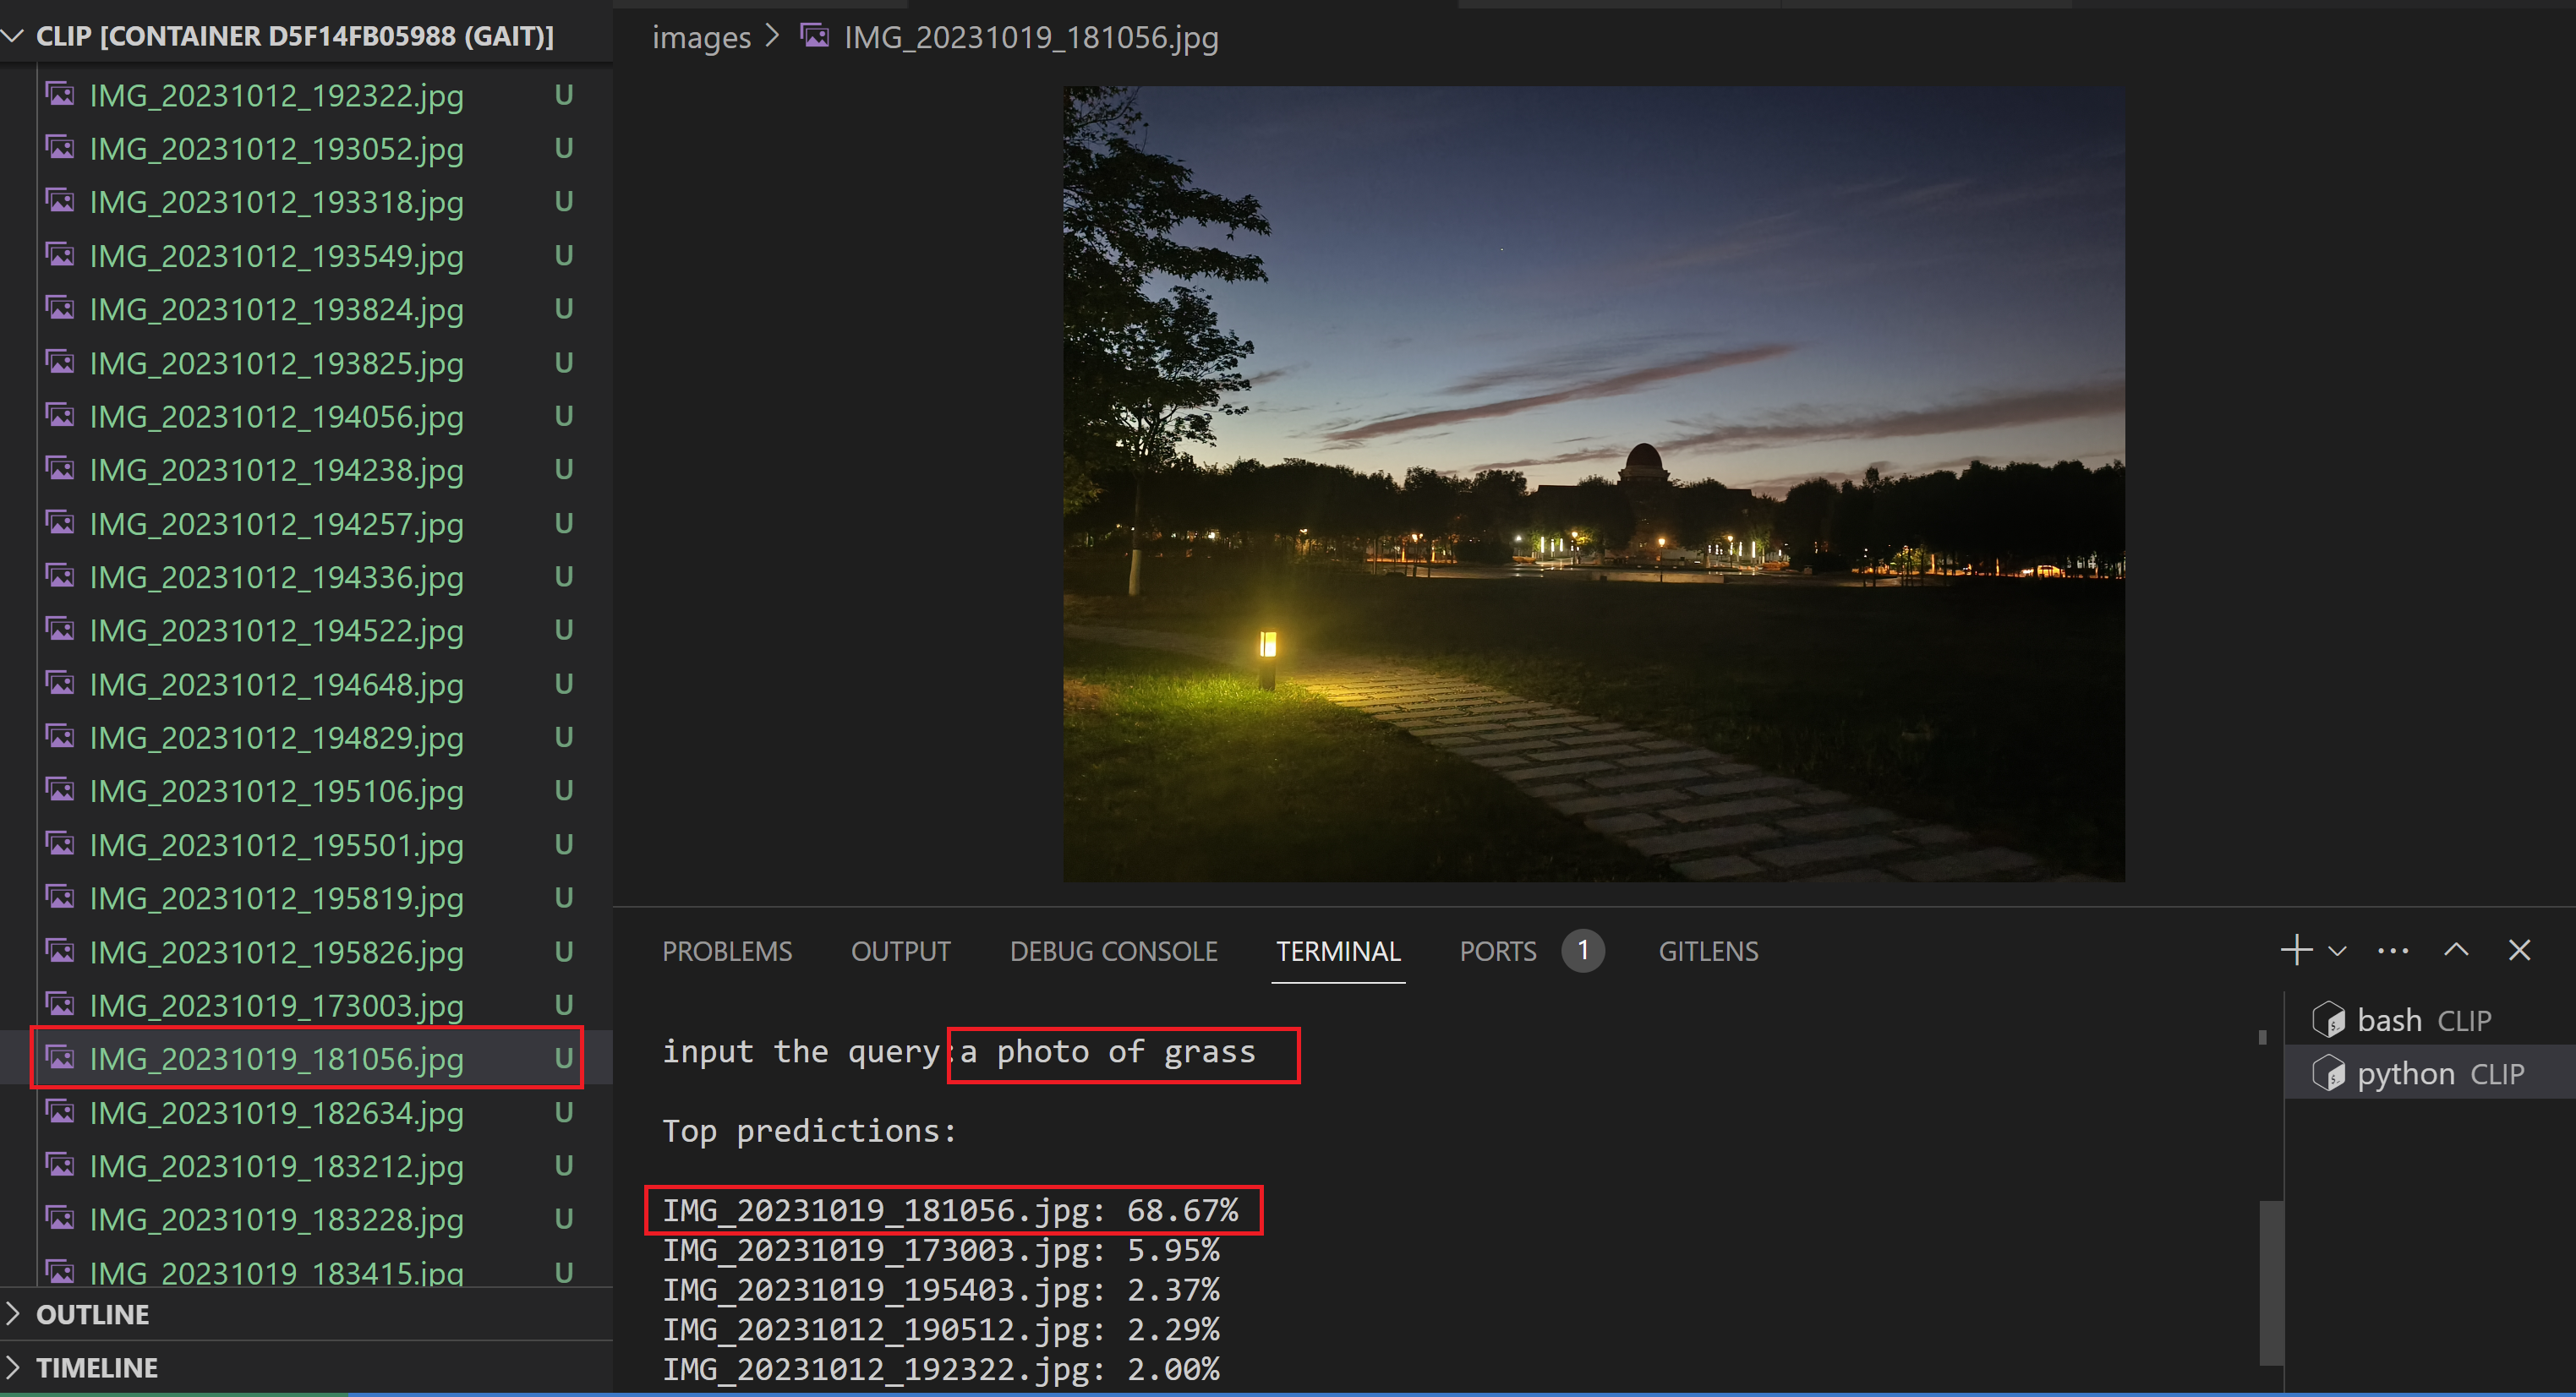 CLIP [CONTAINER D5F14FB05988 (GAIT)]
IMG_20231012_192322.jpg U
IMG_20231012_193052.jpg U
IMG_20231012_193318.jpg U
IMG_20231012_193549.jpg U
IMG_20231012_193824.jpg U
IMG_20231012_193825.jpg U
IMG_20231012_194056.jpg U
IMG_20231012_194238.jpg U
IMG_20231012_194257.jpg U
IMG_20231012_194336.jpg U
IMG_20231012_194522.jpg U
IMG_20231012_194648.jpg U
IMG_20231012_194829.jpg U
IMG_20231012_195106.jpg U
IMG_20231012_195501.jpg U
IMG_20231012_195819.jpg U
IMG_20231012_195826.jpg U
IMG_20231019_173003.jpg U
IMG_20231019_181056.jpg U
IMG_20231019_182634.jpg U
IMG_20231019_183212.jpg U
IMG_20231019_183228.jpg U
IMG_20231019_183415.jpg U
OUTLINE
TIMELINE
images > IMG_20231019_181056.jpg
PROBLEMS OUTPUT DEBUG CONSOLE TERMINAL PORTS 1 GITLENS
input the query:a photo of grass
Top predictions:
IMG_20231019_181056.jpg: 68.67%
IMG_20231019_173003.jpg: 5.95%
IMG_20231019_195403.jpg: 2.37%
IMG_20231012_190512.jpg: 2.29%
IMG_20231012_192322.jpg: 2.00%
bash CLIP
python CLIP